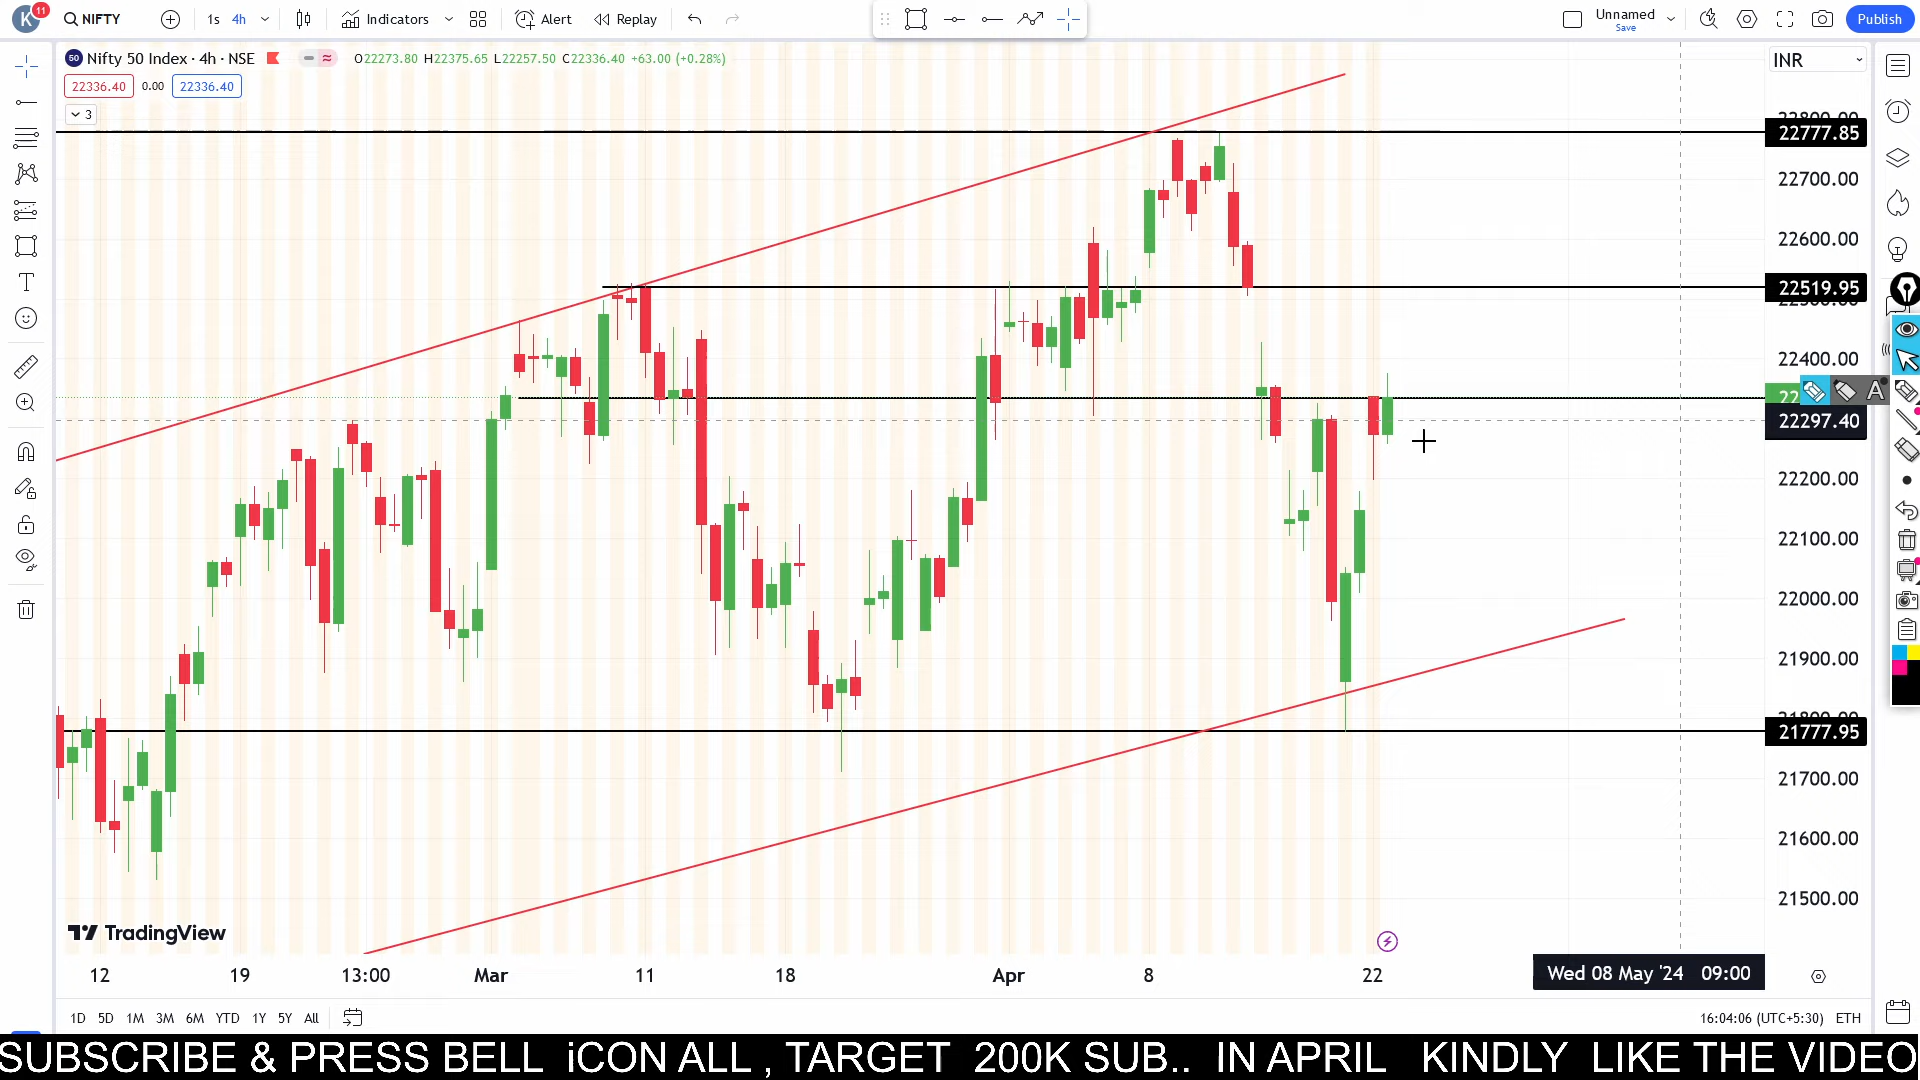 K 11 NIFTY 1s 4h Indicators Alert Replay Unnamed Save Publish
50 Nifty 50 Index · 4h · NSE O22273.80 H22375.65 L22257.50 C22336.40 +63.00 (+0.28%) INR
22336.40 0.00 22336.40
3
22777.85
22700.00
22600.00
22519.95
22400.00
22 A
22297.40
22200.00
22100.00
22000.00
21900.00
21777.95
21700.00
21600.00
21500.00
TradingView
12 19 13:00 Mar 11 18 Apr 8 22 Wed 08 May '24 09:00
1D 5D 1M 3M 6M YTD 1Y 5Y All 16:04:06 (UTC+5:30) ETH
SUBSCRIBE & PRESS BELL iCON ALL , TARGET 200K SUB.. IN APRIL KINDLY LIKE THE VIDEO